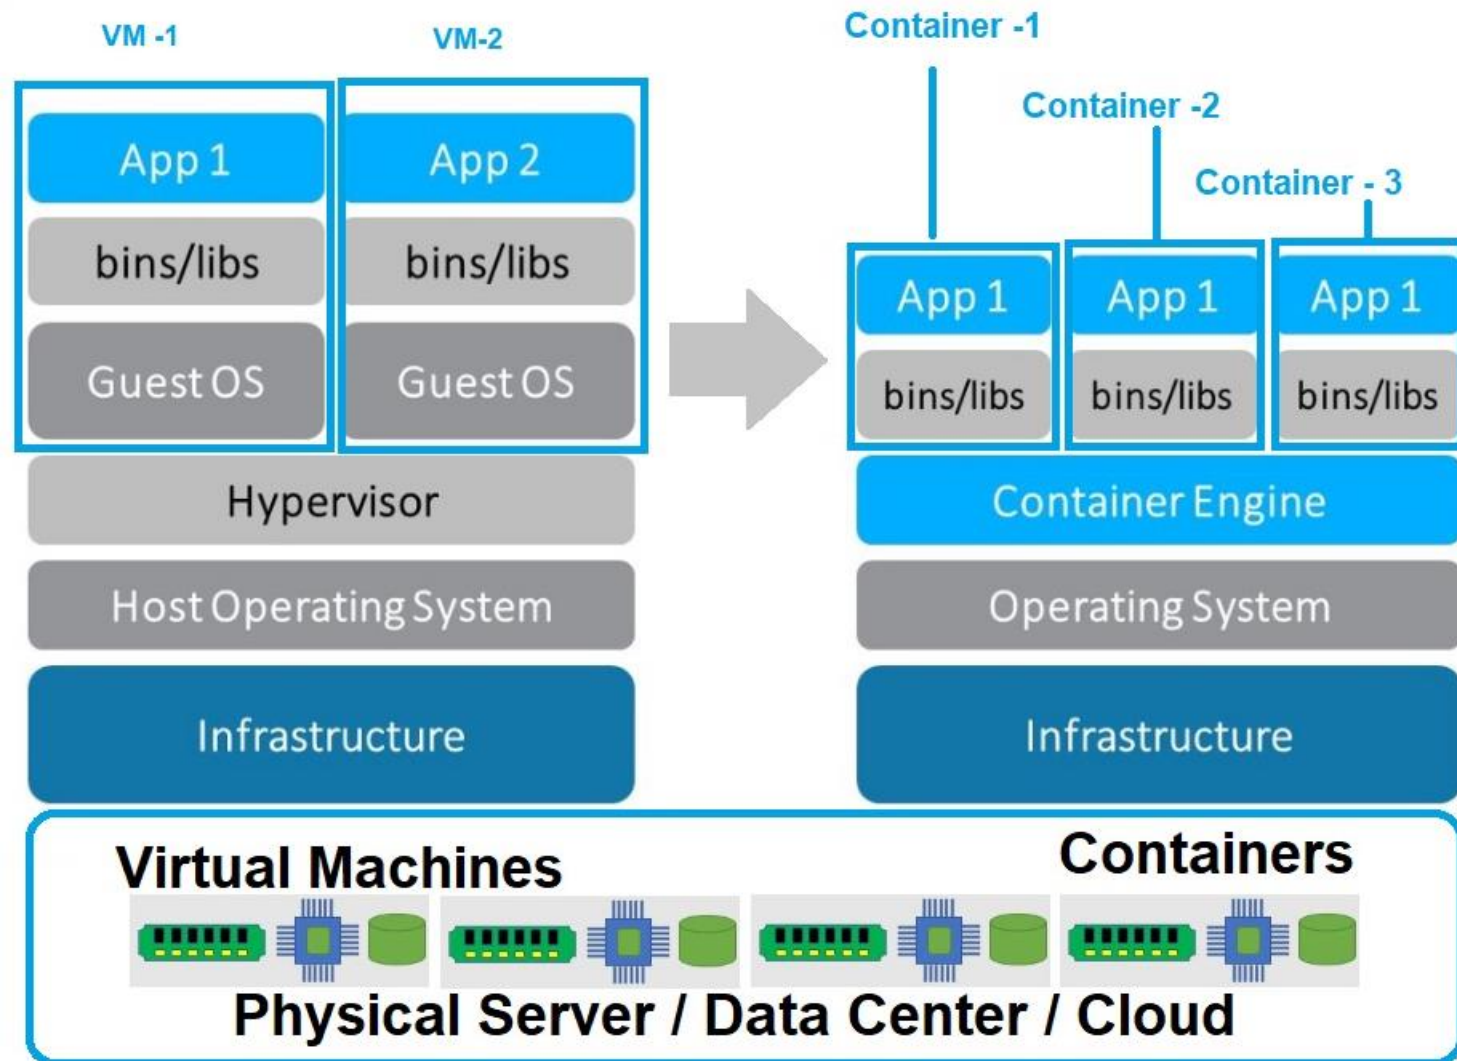 VM -1
VM-2
App 1
App 2
bins/libs
bins/libs
Guest OS
Guest OS
Hypervisor
Host Operating System
Infrastructure
Container -1
Container -2
Container - 3
App 1
App 1
App 1
bins/libs
bins/libs
bins/libs
Container Engine
Operating System
Infrastructure
Virtual Machines
Containers
Physical Server / Data Center / Cloud